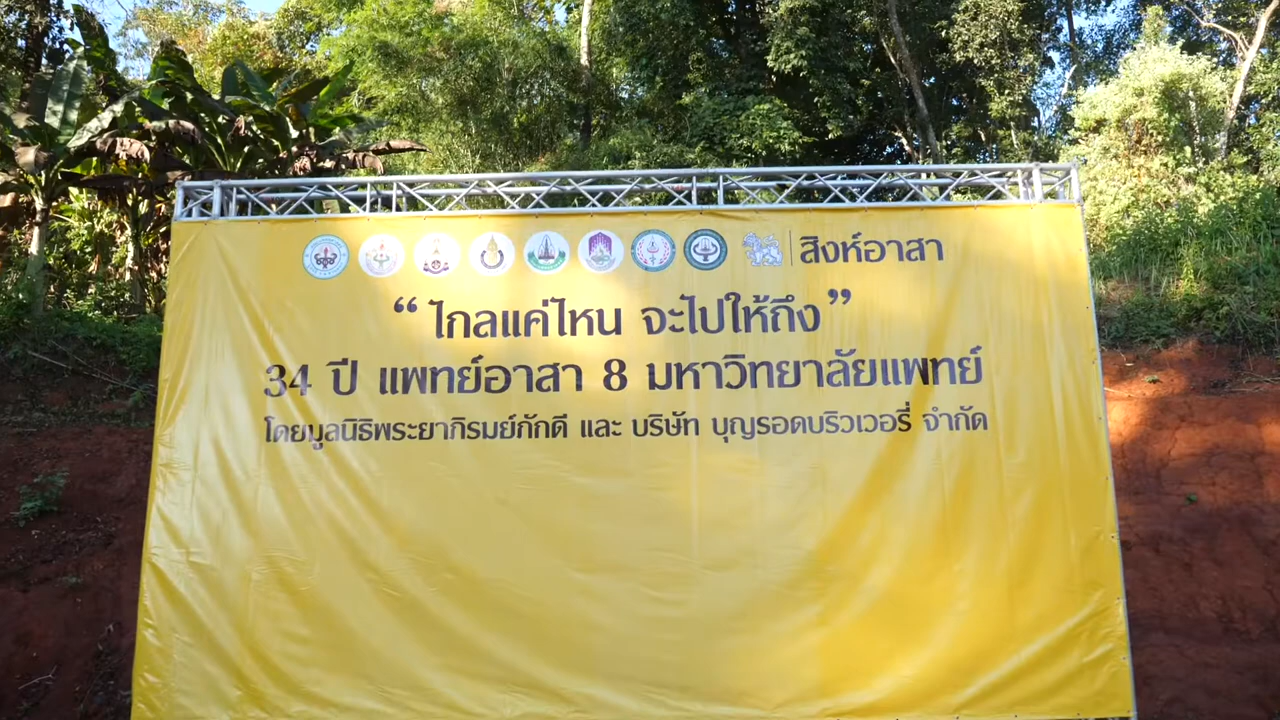 สิงห์อาสา
“ ไกลแค่ไหน จะไปให้ถึง ”
34 ปี แพทย์อาสา 8 มหาวิทยาลัยแพทย์
โดยมูลนิธิพระยาภิรมย์ภักดี และ บริษัท บุญรอดบริวเวอรี่ จำกัด